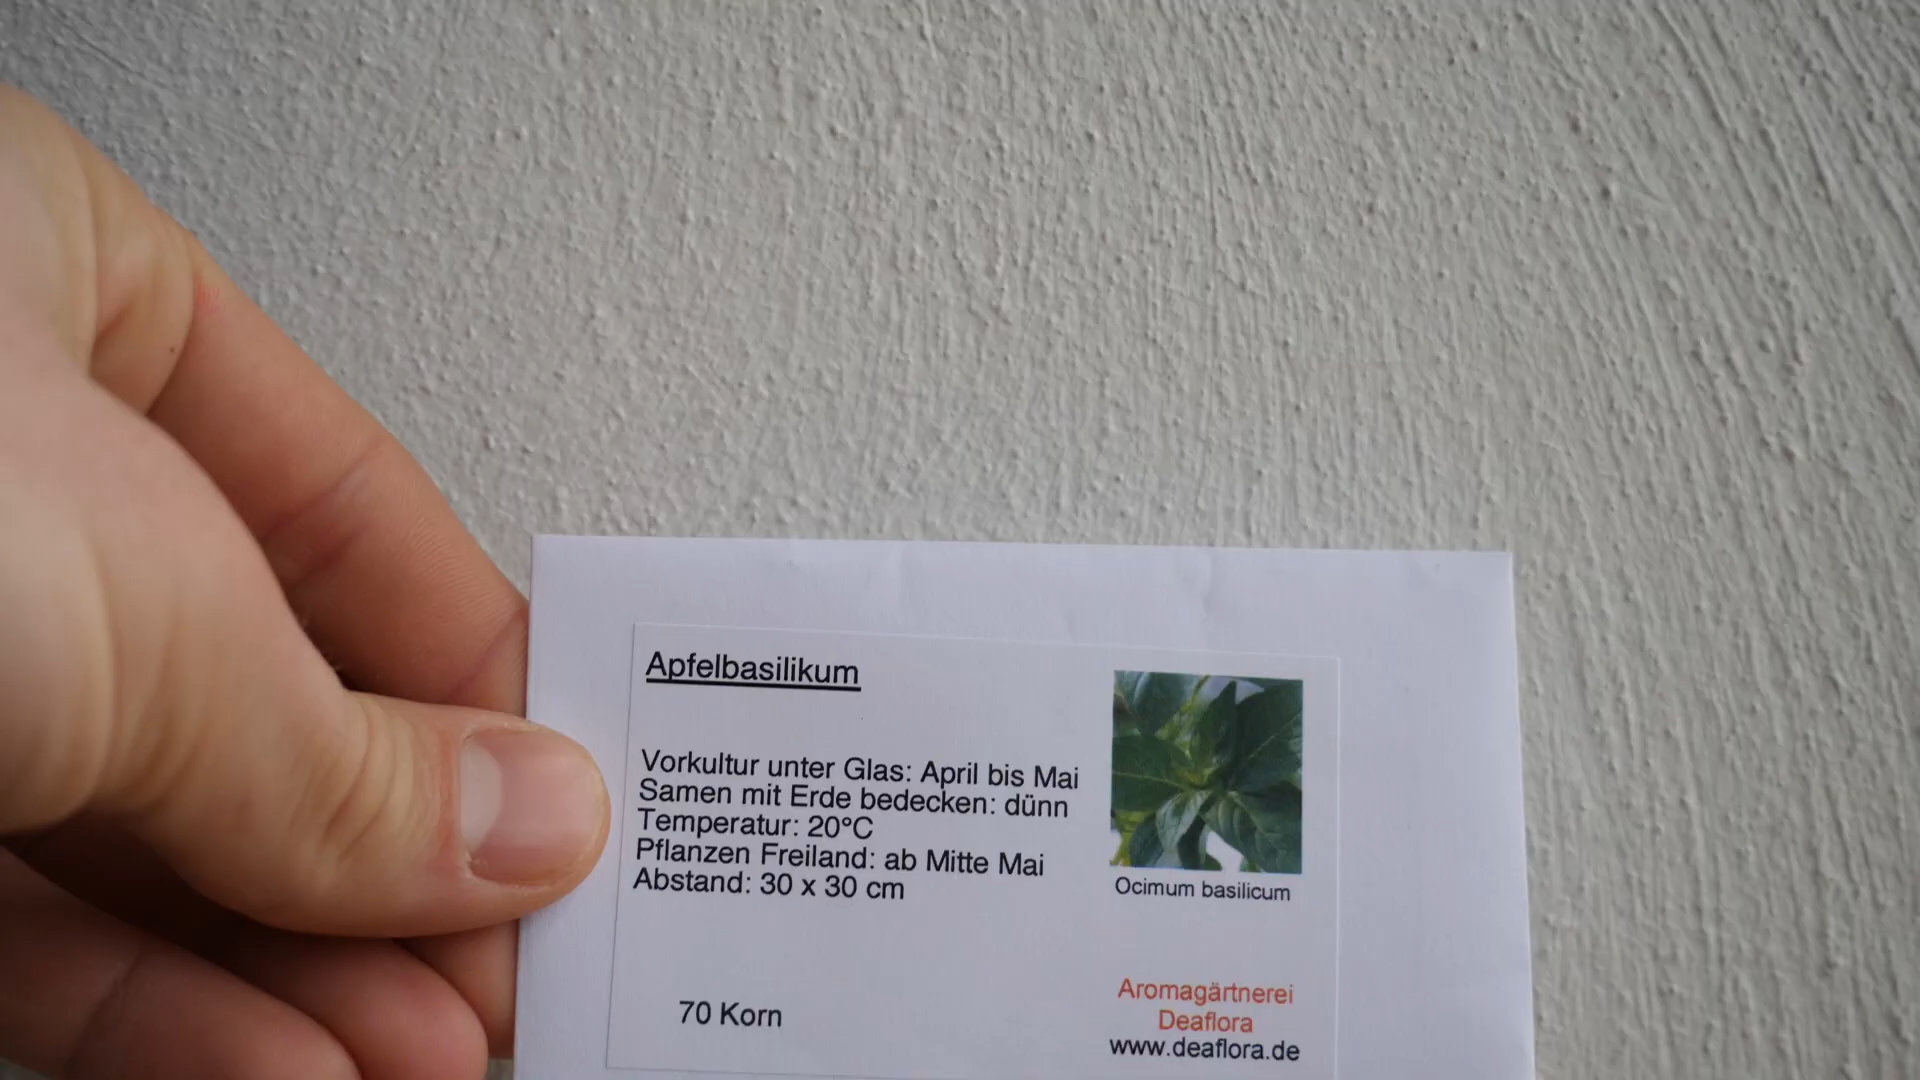 Apfelbasilikum
Vorkultur unter Glas: April bis Mai
Samen mit Erde bedecken: dünn
Temperatur: 20°C
Pflanzen Freiland: ab Mitte Mai
Abstand: 30 x 30 cm
Ocimum basilicum
70 Korn
Aromagärtnerei
Deaflora
www.deaflora.de